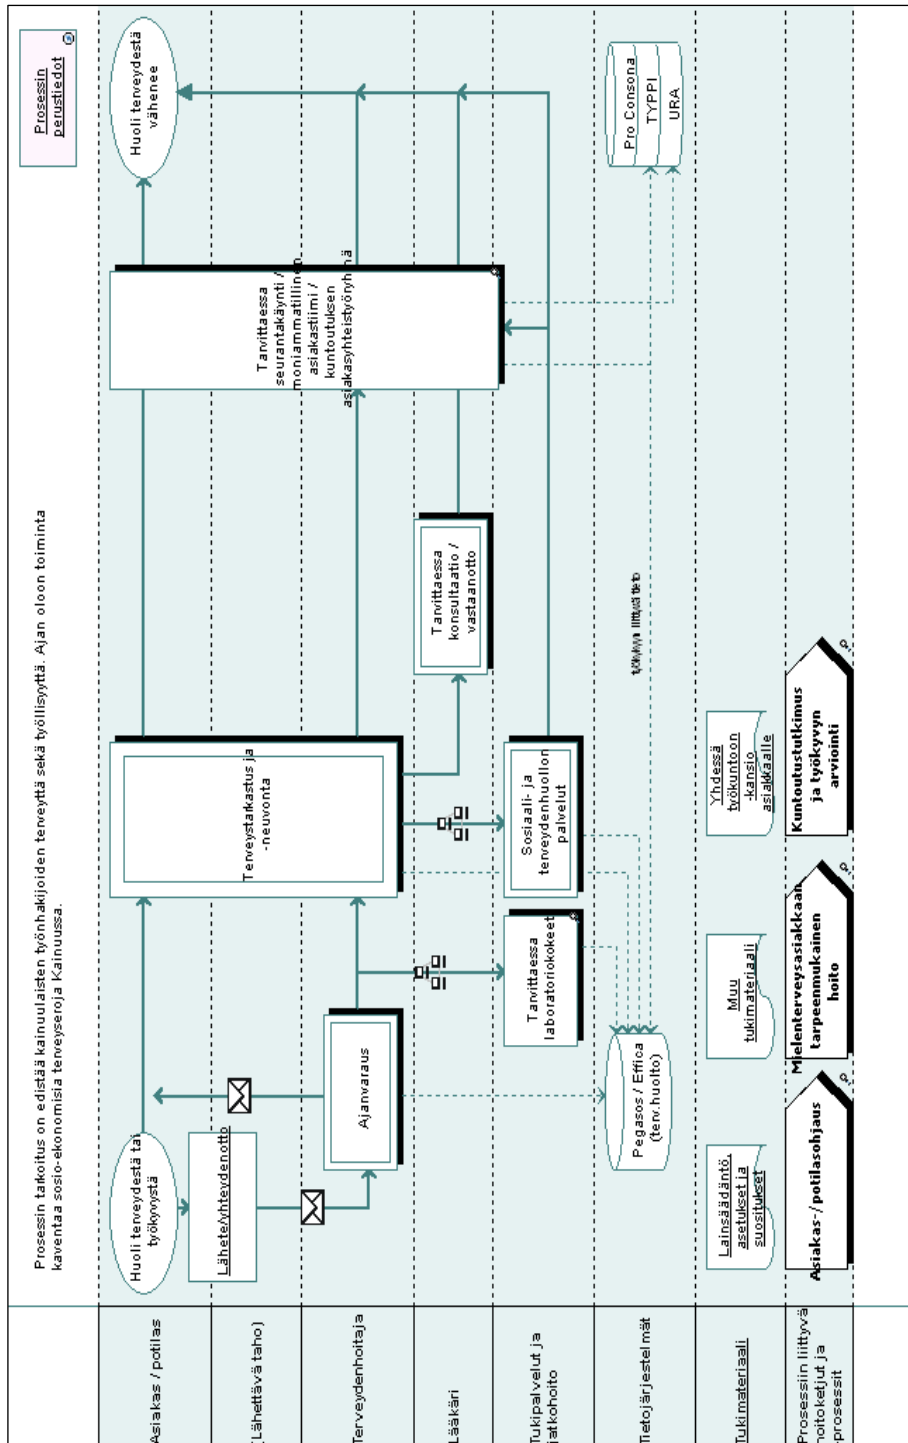 Prosessin tarkoitus on edistää kainuulaisten työnhakijoiden terveyttä sekä työllisyyttä. Ajan oloon toiminta
kaventaa sosio-ekonomisia terveyseroja Kainuussa.
Prosessin
perustiedot
Asiakas / potilas
Huoli terveydestä tai
työkyvystä
Terveystarkastus ja
-neuvonta
Tarvittaessa
seurantakäynti /
moniammatillinen
asiakastiimi /
kuntoutuksen
asiakasyhteistyöryhmä
Huoli terveydestä
vähenee
(Lähettävä taho)
Lähete/yhteydenotto
Terveydenhoitaja
Ajanvaraus
Lääkäri
Tarvittaessa
konsultaatio /
vastaanotto
Tukipalvelut ja
jatkohoito
Tarvittaessa
laboratoriokokeet
Sosiaali- ja
terveydenhuollon
palvelut
Tietojärjestelmät
Pegasos / Effica
(terv.huolto)
työkykyyn liittyvät tieto
Pro Consona
TYPPI
URA
Tukimateriaali
Lainsäädäntö,
asetukset ja
suositukset
Muu
tukimateriaali
Yhdessä
työkuntoon
-kansio
asiakkaalle
Prosessiin liittyvä
hoitoketjut ja
prosessit
Asiakas-/potilasohjaus
Mielenterveysasiakkaan
tarpeenmukainen
hoito
Kuntoutustutkimus
ja työkyvyn
arviointi